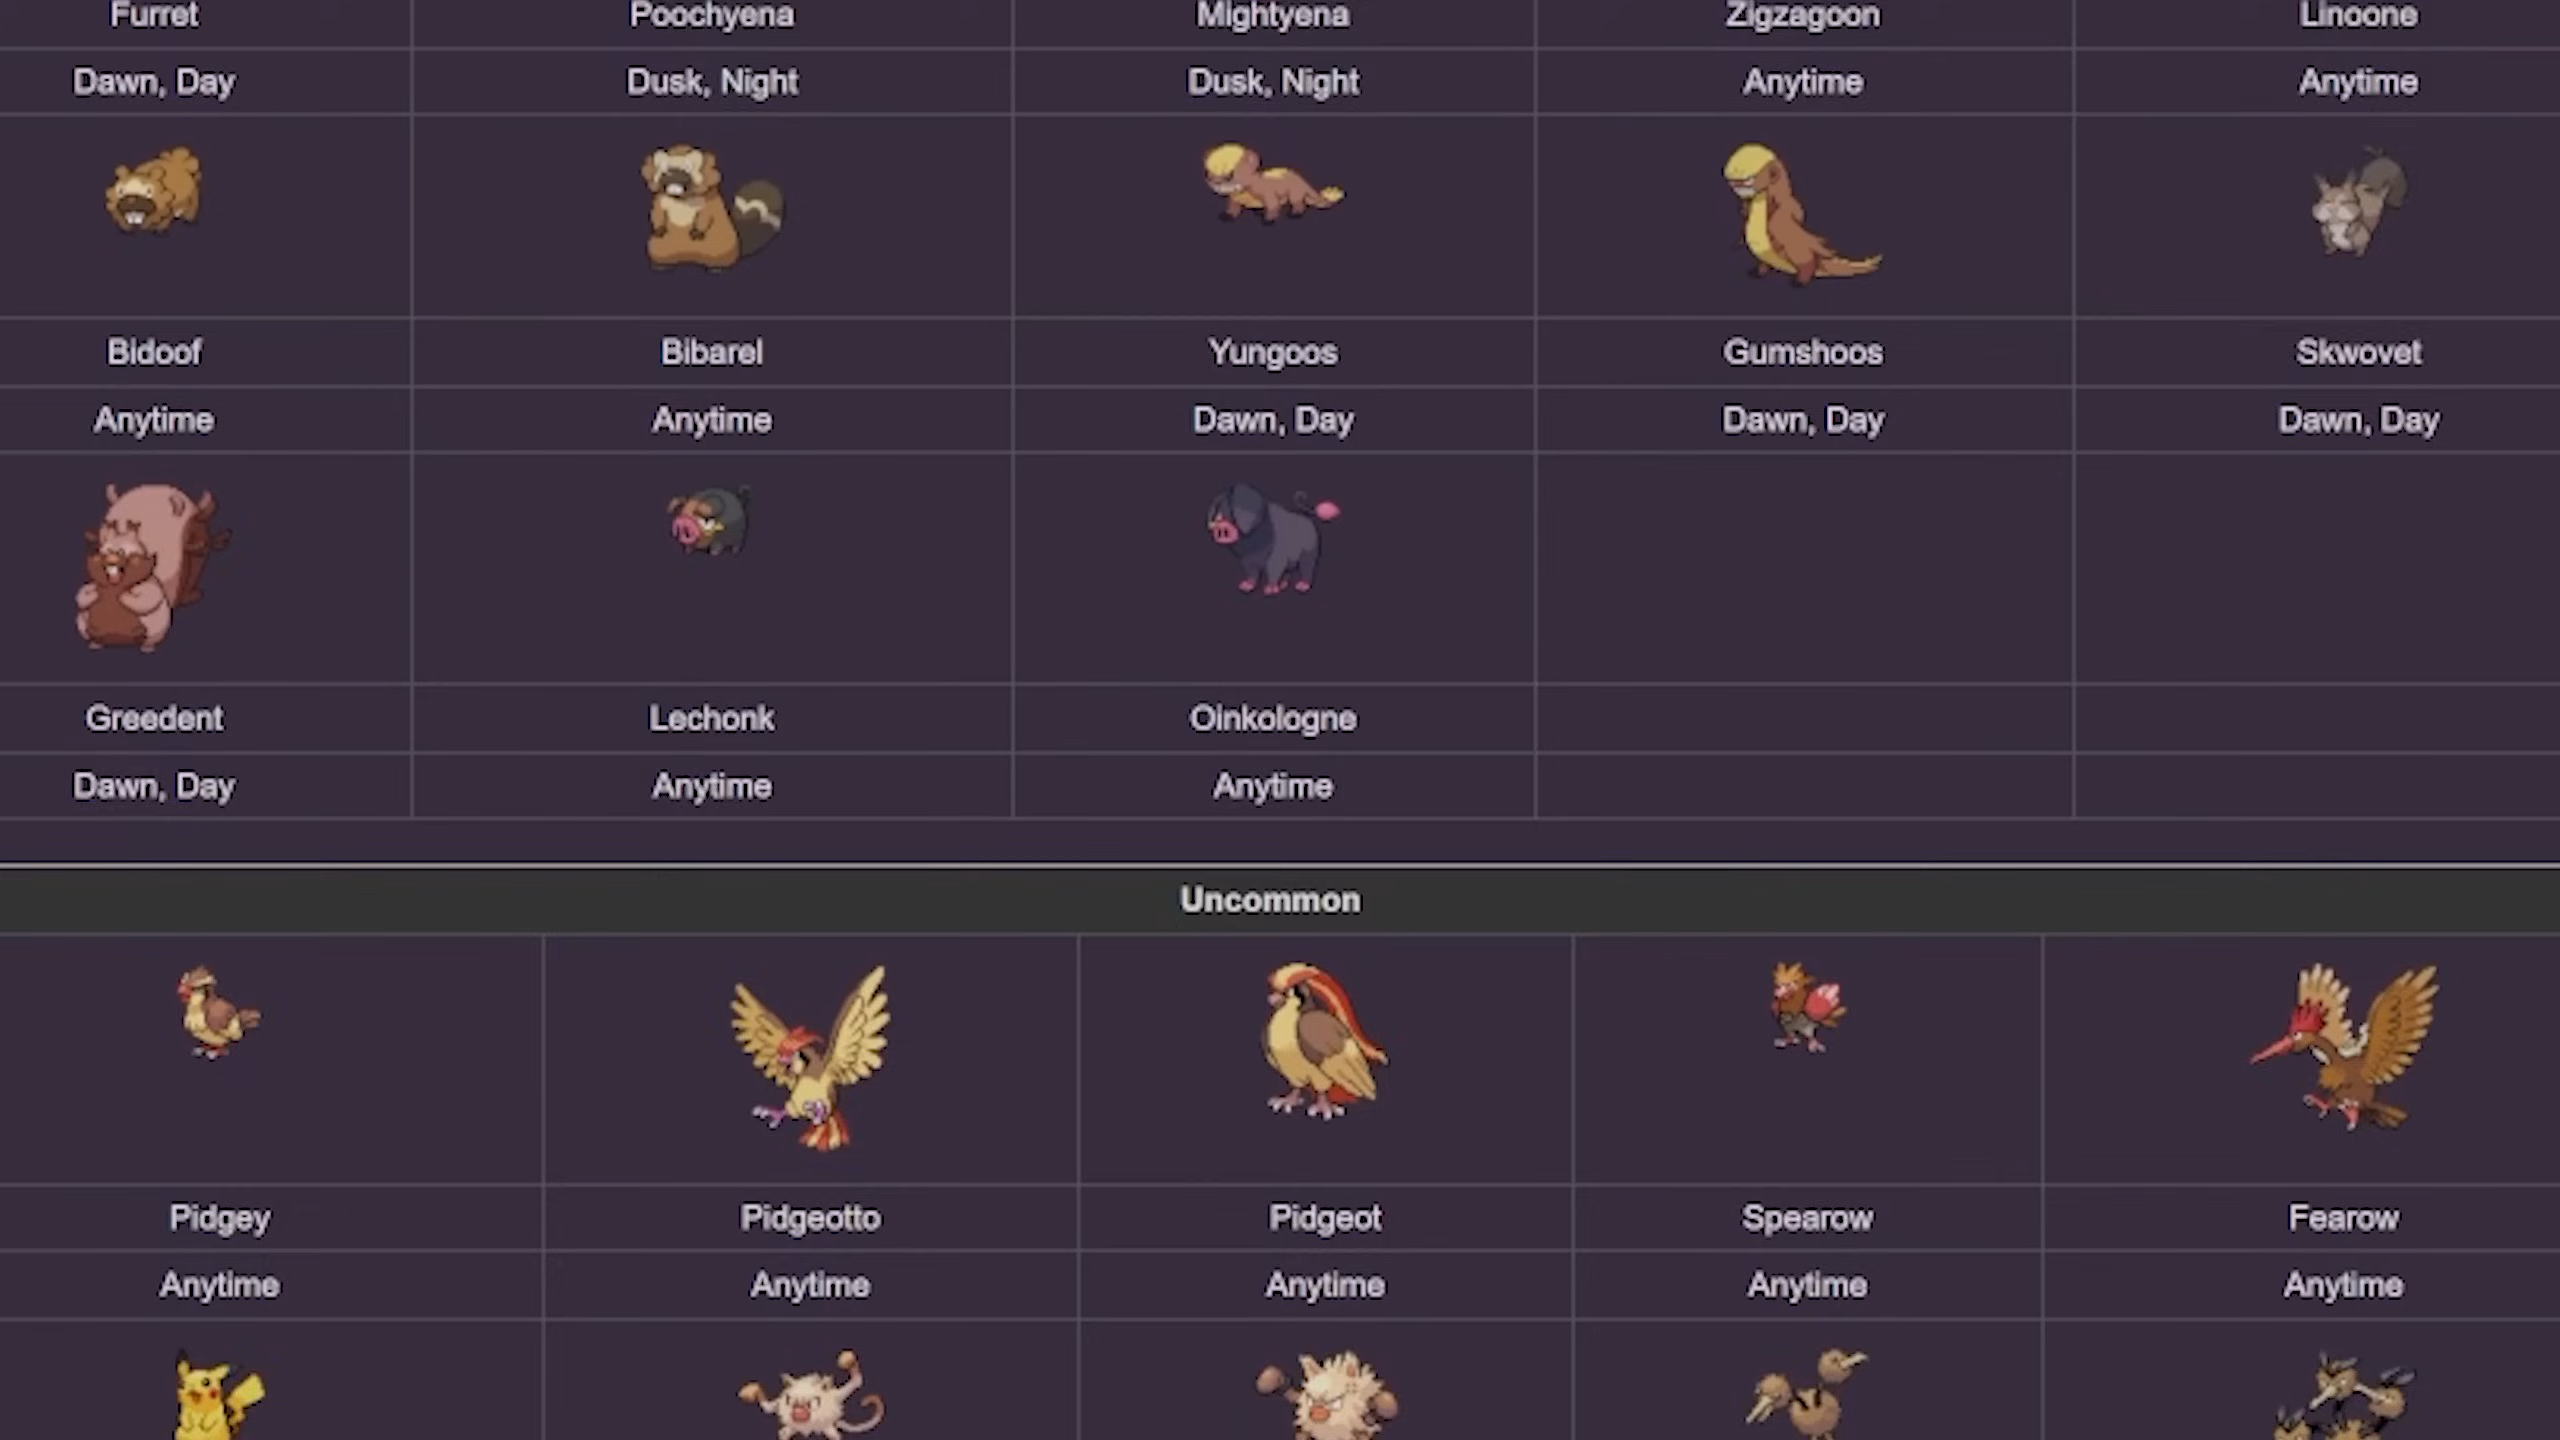 Furret Poochyena Mightyena Zigzagoon Linoone
Dawn, Day Dusk, Night Dusk, Night Anytime Anytime
Bidoof Bibarel Yungoos Gumshoos Skwovet
Anytime Anytime Dawn, Day Dawn, Day Dawn, Day
Greedent Lechonk Oinkologne
Dawn, Day Anytime Anytime
Uncommon
Pidgey Pidgeotto Pidgeot Spearow Fearow
Anytime Anytime Anytime Anytime Anytime